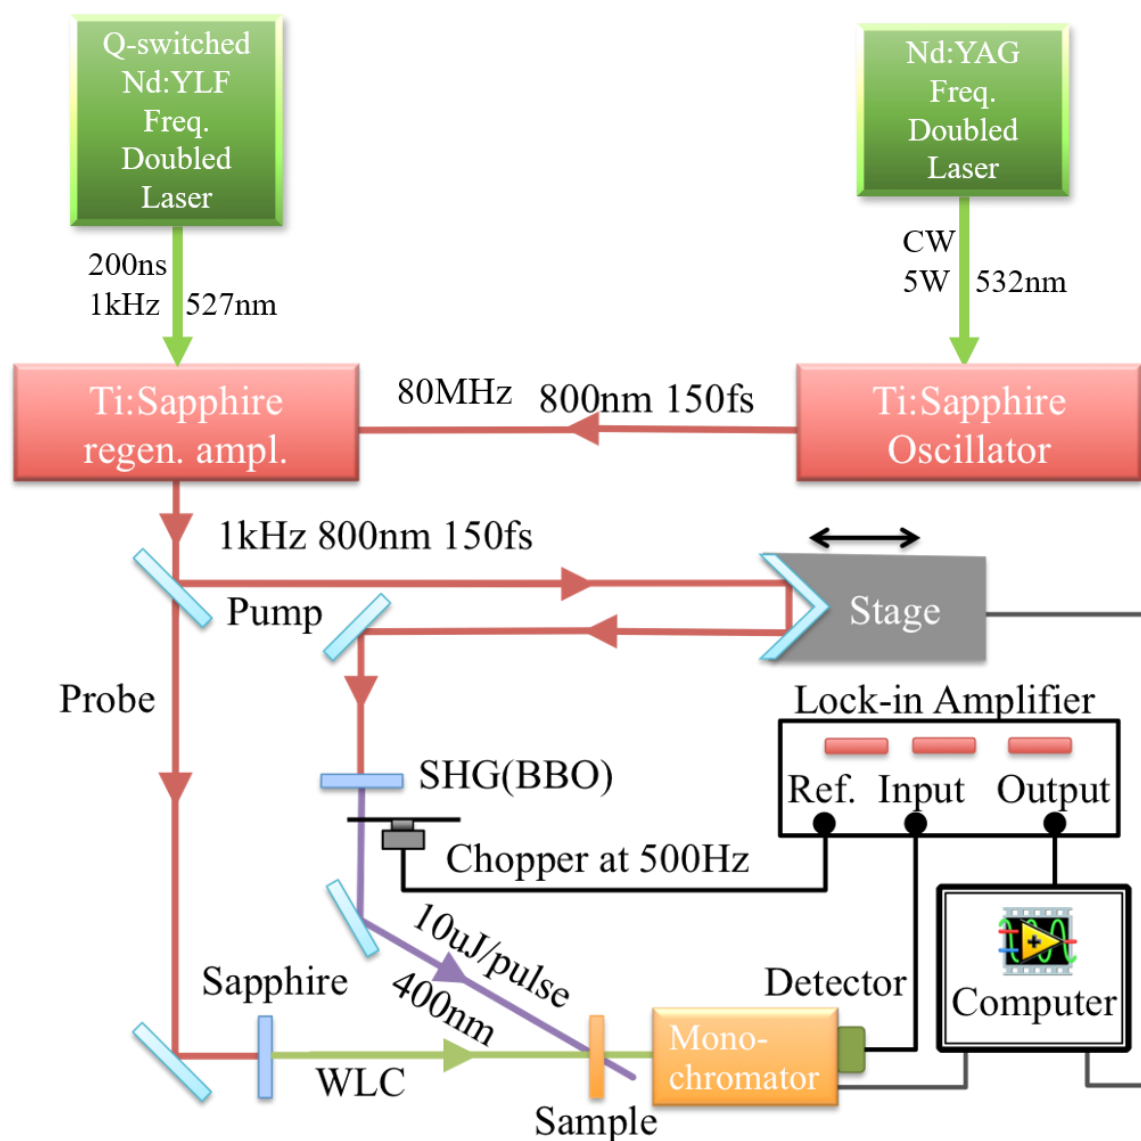 Q-switched
Nd:YLF
Freq.
Doubled
Laser
Nd:YAG
Freq.
Doubled
Laser
200ns
1kHz 527nm
CW
5W 532nm
Ti:Sapphire
regen. ampl.
80MHz 800nm 150fs
Ti:Sapphire
Oscillator
1kHz 800nm 150fs
Pump
Stage
Probe
Lock-in Amplifier
Ref. Input Output
SHG(BBO)
Chopper at 500Hz
10uJ/pulse
400nm
Sapphire
Detector
Computer
WLC
Mono-
chromator
Sample